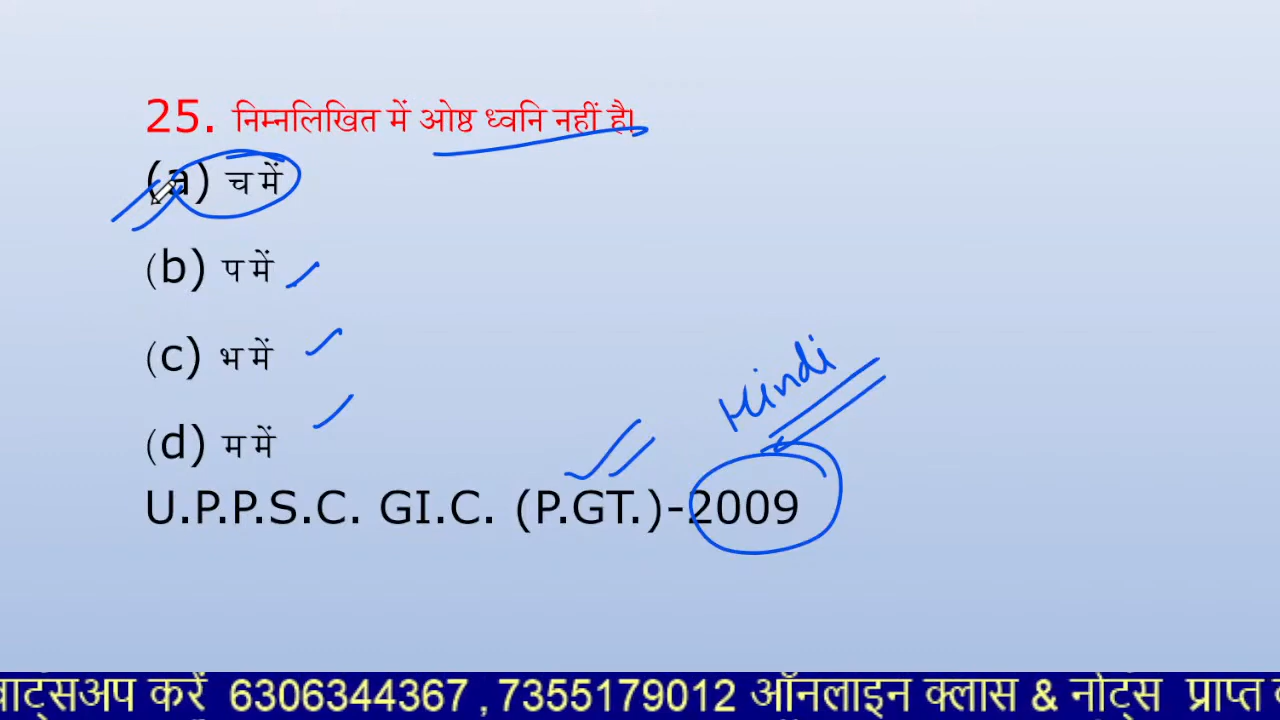 25. निम्नलिखित में ओष्ठ ध्वनि नहीं है।
(a) च में
(b) प में
(c) भ में
(d) म में
Hindi
U.P.P.S.C. GI.C. (P.GT.)-2009
वाट्सअप करें 6306344367 , 7355179012 ऑनलाइन क्लास & नोट्स प्राप्त